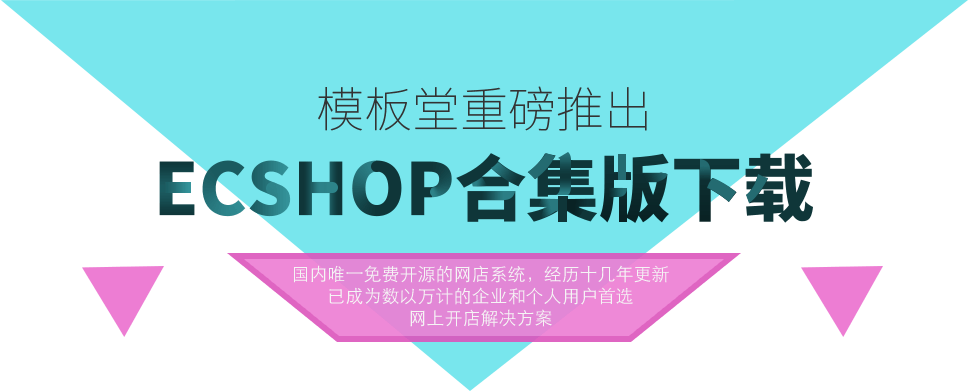 模板堂重磅推出
ECSHOP合集版下载
国内唯一免费开源的网店系统，经历十几年更新
已成为数以万计的企业和个人用户首选
网上开店解决方案